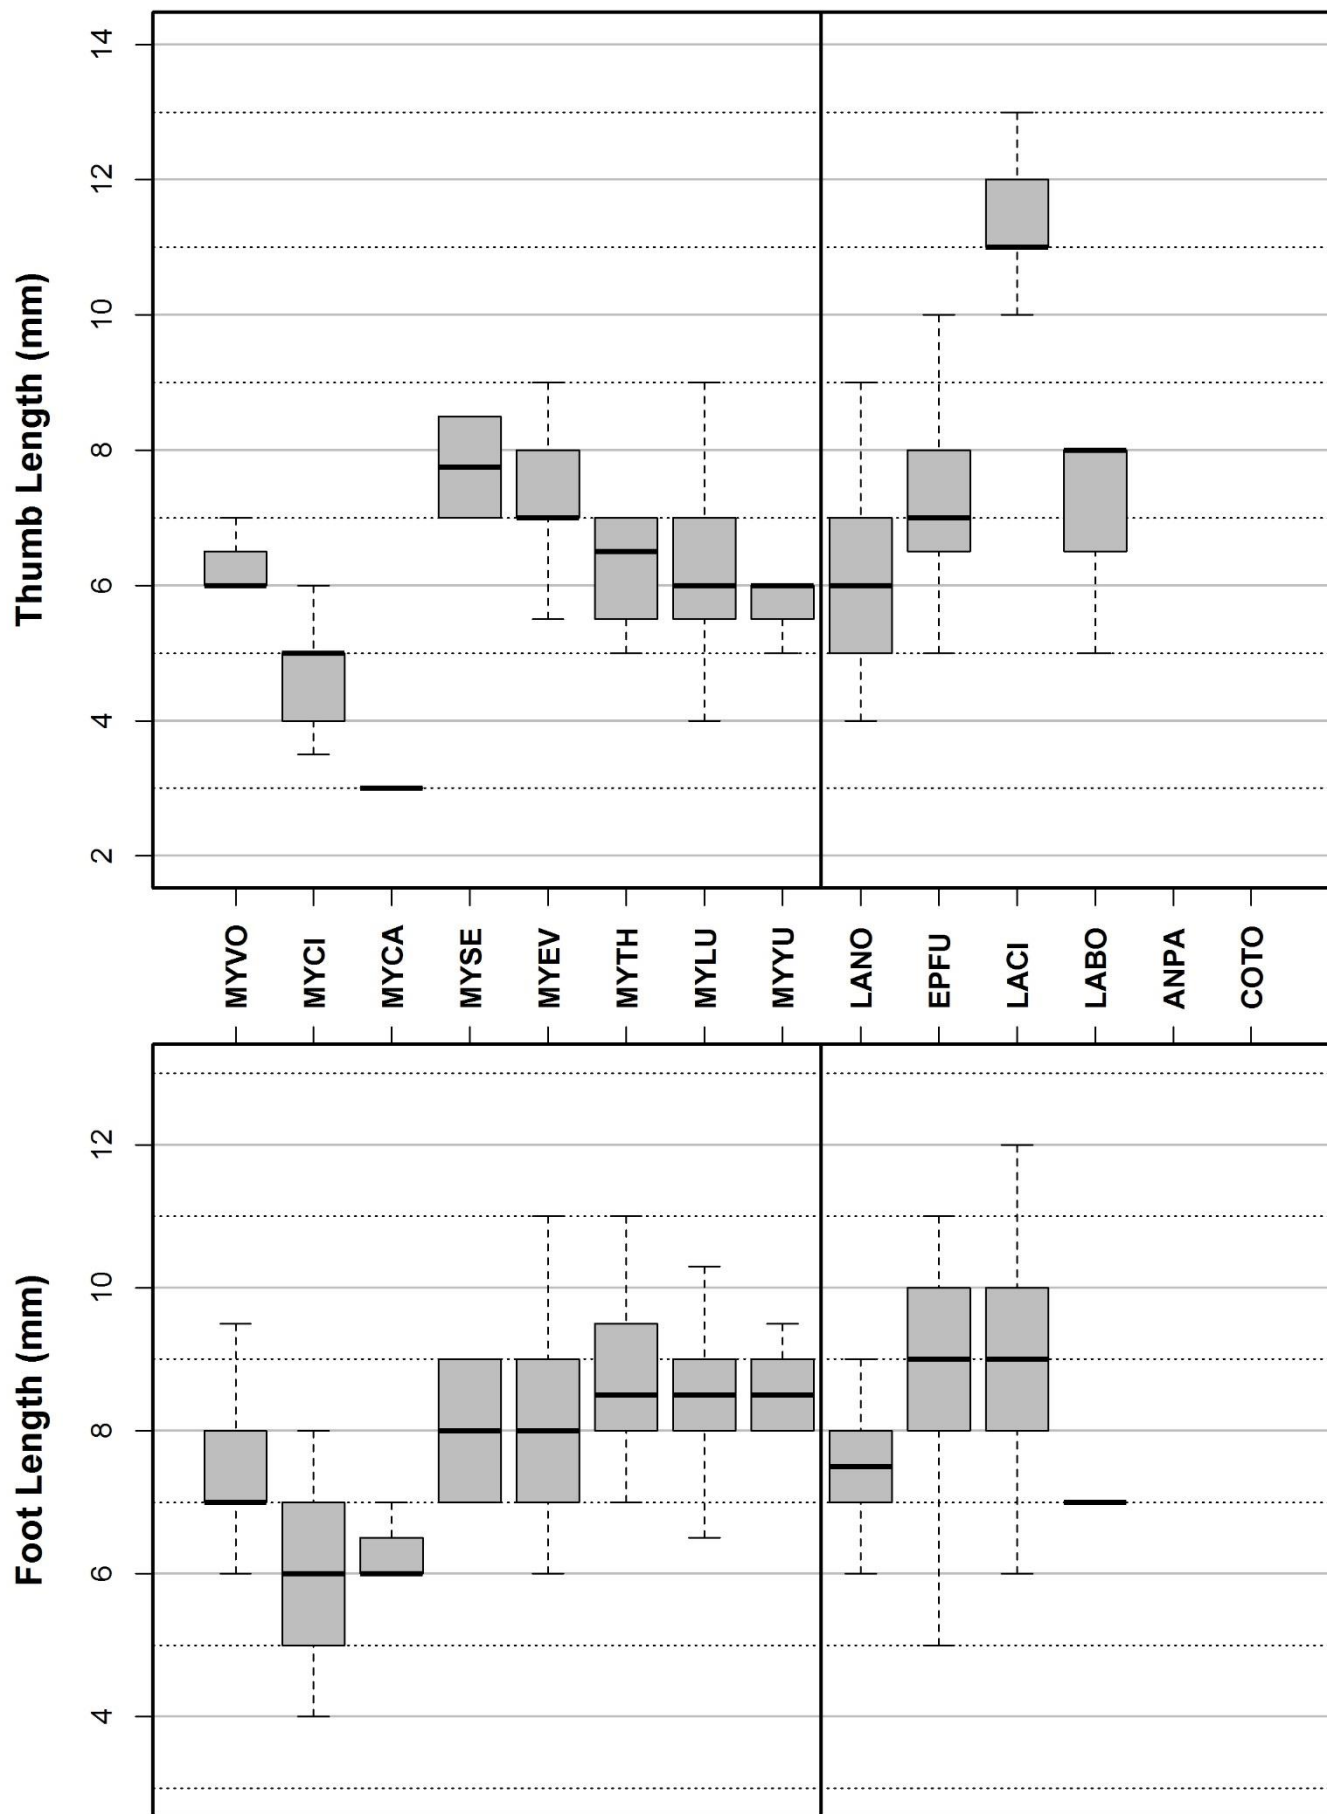 Thumb Length (mm)
14
12
10
8
6
4
2
MYVO
MYCI
MYCA
MYSE
MYEV
MYTH
MYLU
MYYU
LANO
EPFU
LACI
LABO
ANPA
COTO
Foot Length (mm)
12
10
8
6
4